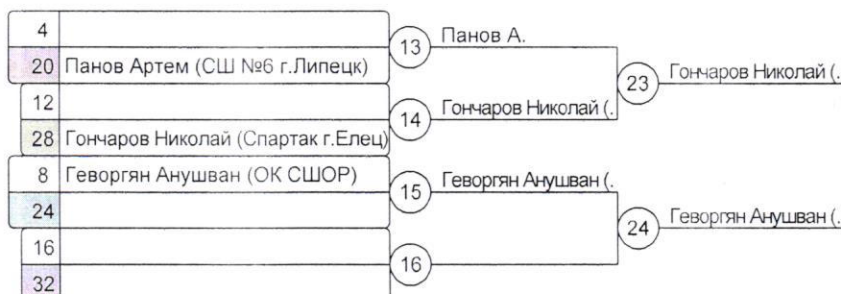 4
13 Панов А.
20 Панов Артем (СШ №6 г.Липецк)
23 Гончаров Николай (.
12
14 Гончаров Николай (.
28 Гончаров Николай (Спартак г.Елец)
8 Геворгян Анушван (ОК СШОР)
15 Геворгян Анушван (.
24
24 Геворгян Анушван (.
16
16
32